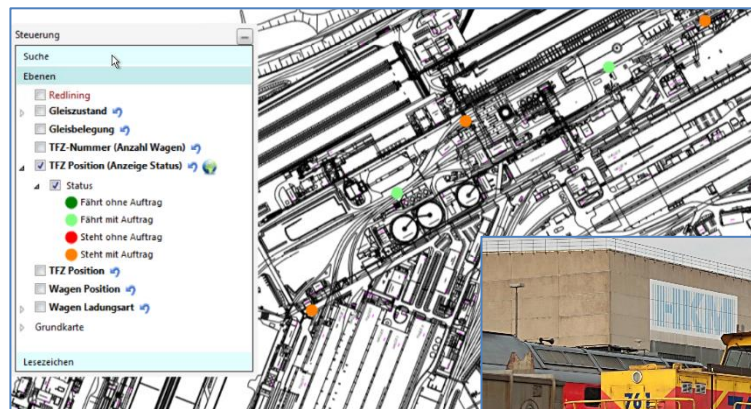 Steuerung
Suche
Ebenen
Redlining
Gleiszustand
Gleisbelegung
TFZ-Nummer (Anzahl Wagen)
TFZ Position (Anzeige Status)
Status
Fährt ohne Auftrag
Fährt mit Auftrag
Steht ohne Auftrag
Steht mit Auftrag
TFZ Position
Wagen Position
Wagen Ladungsart
Grundkarte
Lesezeichen
HKM
761